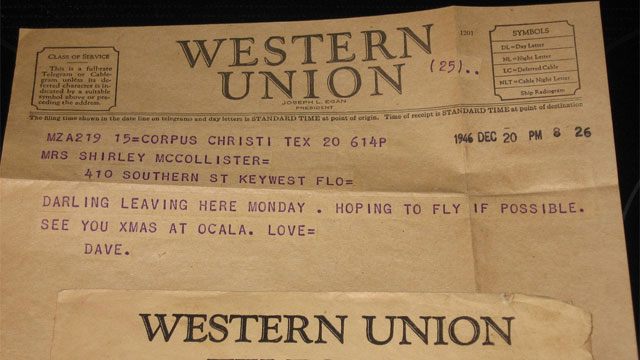 WESTERN
UNION
JOSEPH L. EGAN
PRESIDENT
1201
(25)..
CLASS OF SERVICE
This is a full-rate
Telegram or Cable-
gram unless its de-
ferred character is in-
dicated by a suitable
symbol above or pre-
ceding the address.
SYMBOLS
DL=Day Letter
NL=Night Letter
LC=Deferred Cable
NLT=Cable Night Letter
Ship Radiogram
The filing time shown in the date line on telegrams and day letters is STANDARD TIME at point of origin. Time of receipt is STANDARD TIME at point of destination
MZA219 15=CORPUS CHRISTI TEX 20 614P
1946 DEC 20 PM 8 26
MRS SHIRLEY MCCOLLISTER=
410 SOUTHERN ST KEYWEST FLO=
DARLING LEAVING HERE MONDAY . HOPING TO FLY IF POSSIBLE.
SEE YOU XMAS AT OCALA. LOVE=
DAVE.
WESTERN UNION